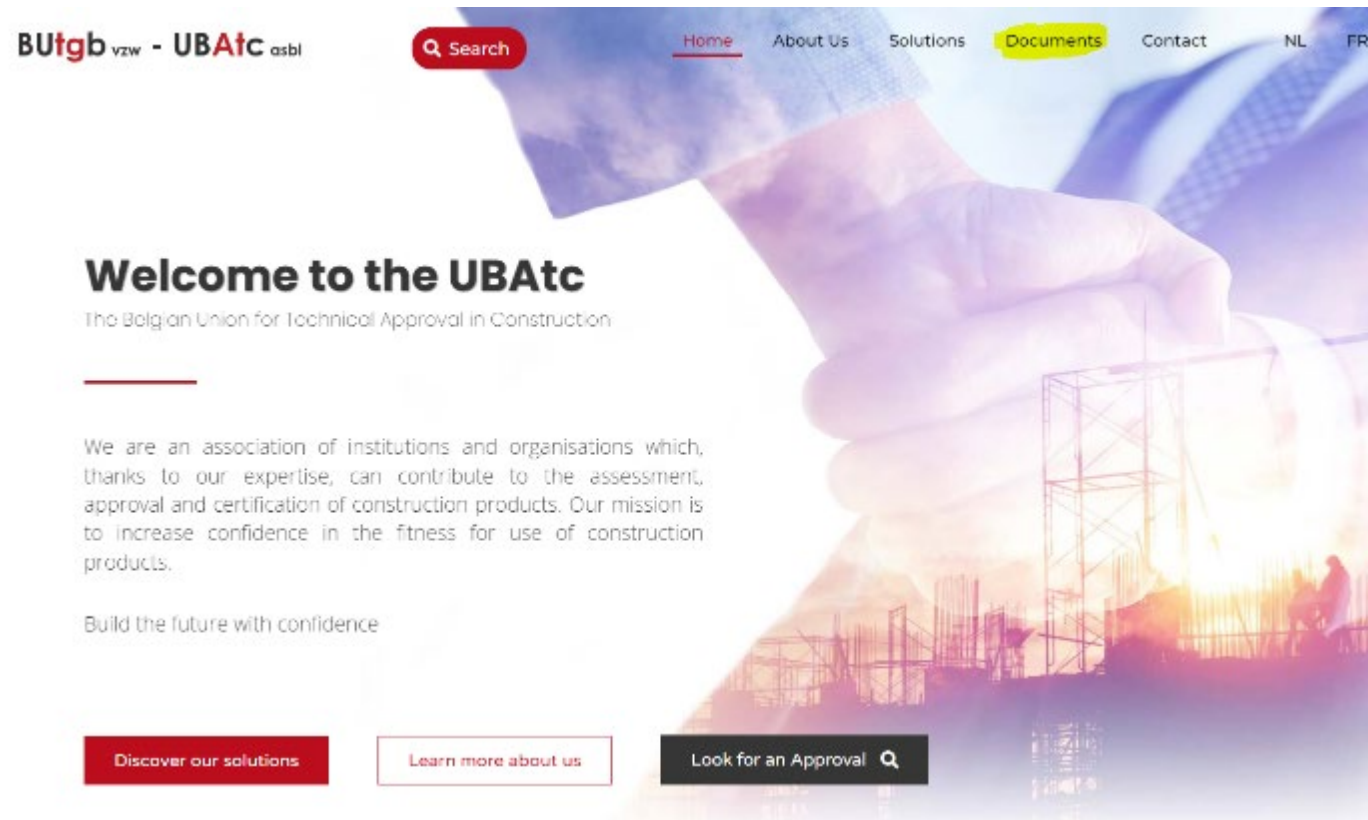 BUtgb vzw - UBAtc asbl
Search
Home About Us Solutions Documents Contact NL FR
Welcome to the UBAtc
The Belgian Union for Technical Approval in Construction
We are an association of institutions and organisations which,
thanks to our expertise, can contribute to the assessment,
approval and certification of construction products. Our mission is
to increase confidence in the fitness for use of construction
products.
Build the future with confidence
Discover our solutions
Learn more about us
Look for an Approval